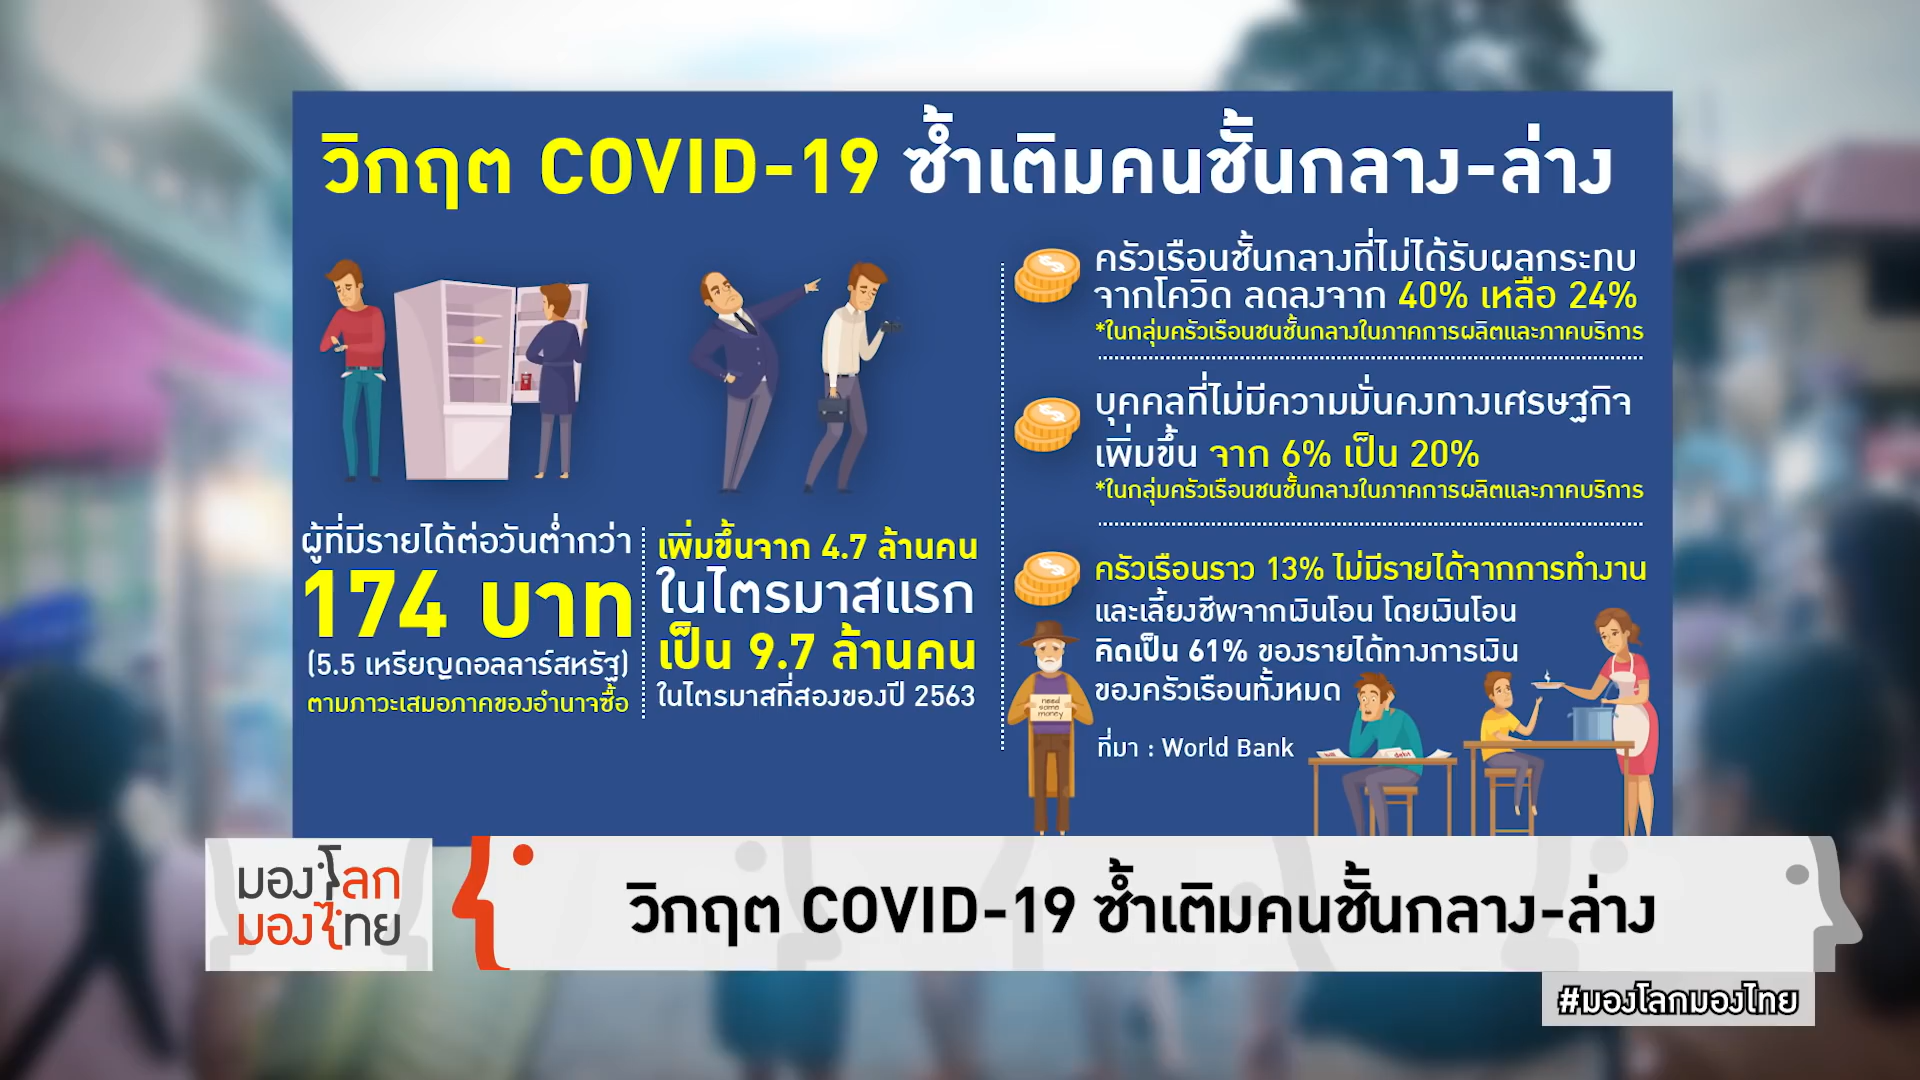 วิกฤต COVID-19 ซ้ำเติมคนชั้นกลาง-ล่าง
ผู้ที่มีรายได้ต่อวันต่ำกว่า
174 บาท
(5.5 เหรียญดอลลาร์สหรัฐ)
ตามภาวะเสมอภาคของอำนาจซื้อ
เพิ่มขึ้นจาก 4.7 ล้านคน
ในไตรมาสแรก
เป็น 9.7 ล้านคน
ในไตรมาสที่สองของปี 2563
ครัวเรือนชั้นกลางที่ไม่ได้รับผลกระทบ
จากโควิด ลดลงจาก 40% เหลือ 24%
*ในกลุ่มครัวเรือนชนชั้นกลางในภาคการผลิตและภาคบริการ
บุคคลที่ไม่มีความมั่นคงทางเศรษฐกิจ
เพิ่มขึ้น จาก 6% เป็น 20%
*ในกลุ่มครัวเรือนชนชั้นกลางในภาคการผลิตและภาคบริการ
ครัวเรือนราว 13% ไม่มีรายได้จากการทำงาน
และเลี้ยงชีพจากเงินโอน โดยเงินโอน
คิดเป็น 61% ของรายได้ทางการเงิน
ของครัวเรือนทั้งหมด
ที่มา : World Bank
need
some
money
debt
มองโลก
มองไทย
วิกฤต COVID-19 ซ้ำเติมคนชั้นกลาง-ล่าง
#มองโลกมองไทย